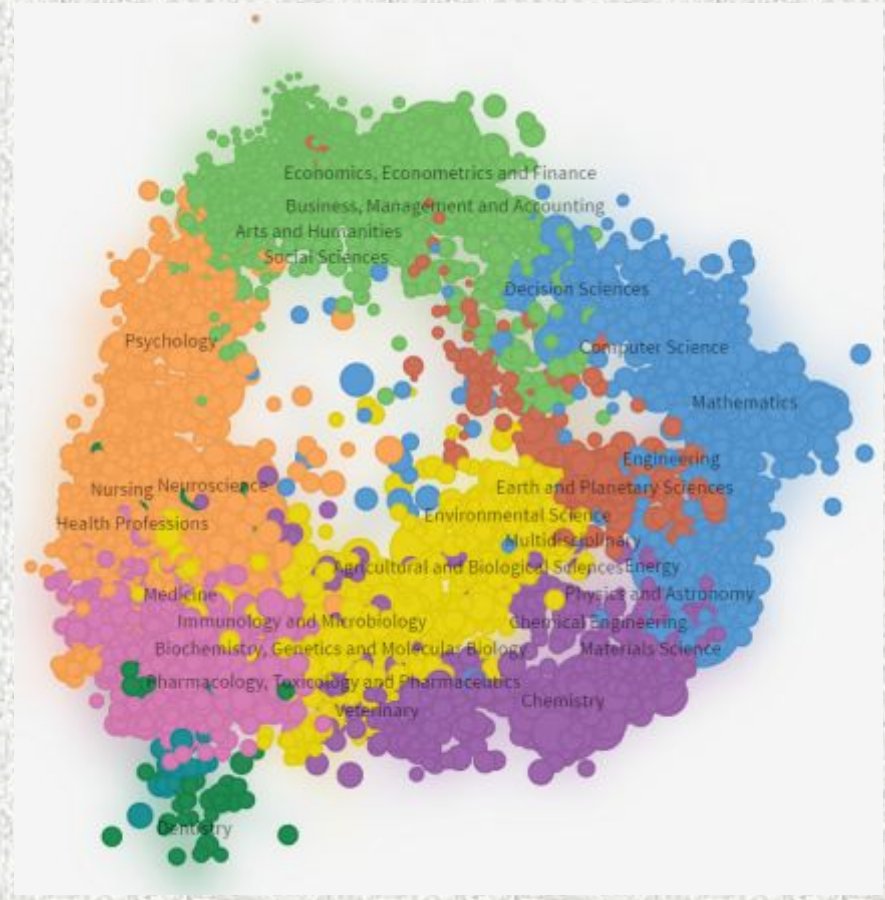 Economics, Econometrics and Finance
Business, Management and Accounting
Arts and Humanities
Social Sciences
Decision Sciences
Psychology
Computer Science
Mathematics
Engineering
Nursing
Neuroscience
Earth and Planetary Sciences
Health Professions
Environmental Science
Multidisciplinary
Agricultural and Biological Sciences
Energy
Medicine
Physics and Astronomy
Immunology and Microbiology
Chemical Engineering
Biochemistry, Genetics and Molecular Biology
Materials Science
Pharmacology, Toxicology and Pharmaceutics
Chemistry
Veterinary
Dentistry